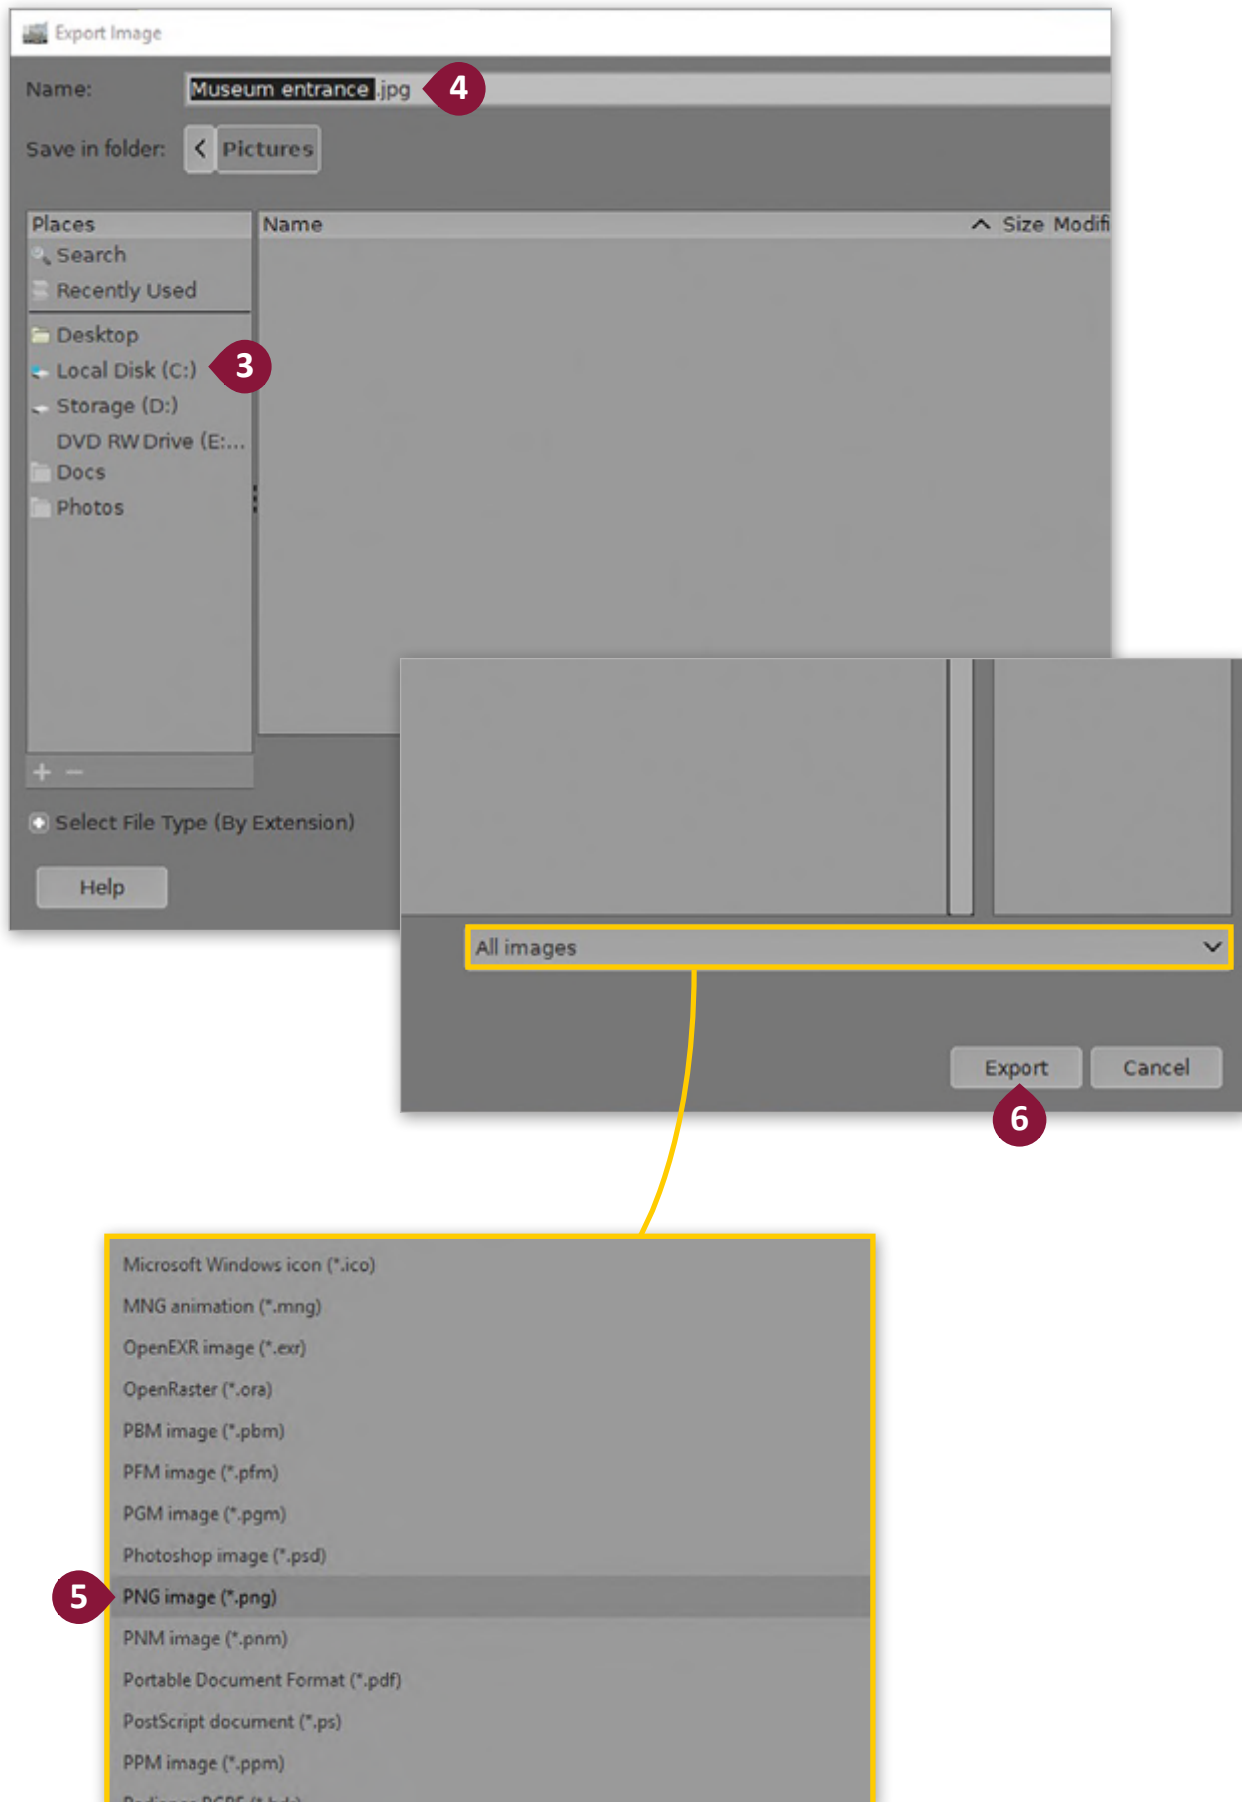 Export Image
Name: Museum entrance .jpg 4
Save in folder: < Pictures
Places Name Size Modifi
Search
Recently Used
Desktop
Local Disk (C:) 3
Storage (D:)
DVD RW Drive (E:...
Docs
Photos
+ −
Select File Type (By Extension)
Help
All images
Export Cancel
6
Microsoft Windows icon (*.ico)
MNG animation (*.mng)
OpenEXR image (*.exr)
OpenRaster (*.ora)
PBM image (*.pbm)
PFM image (*.pfm)
PGM image (*.pgm)
Photoshop image (*.psd)
5 PNG image (*.png)
PNM image (*.pnm)
Portable Document Format (*.pdf)
PostScript document (*.ps)
PPM image (*.ppm)